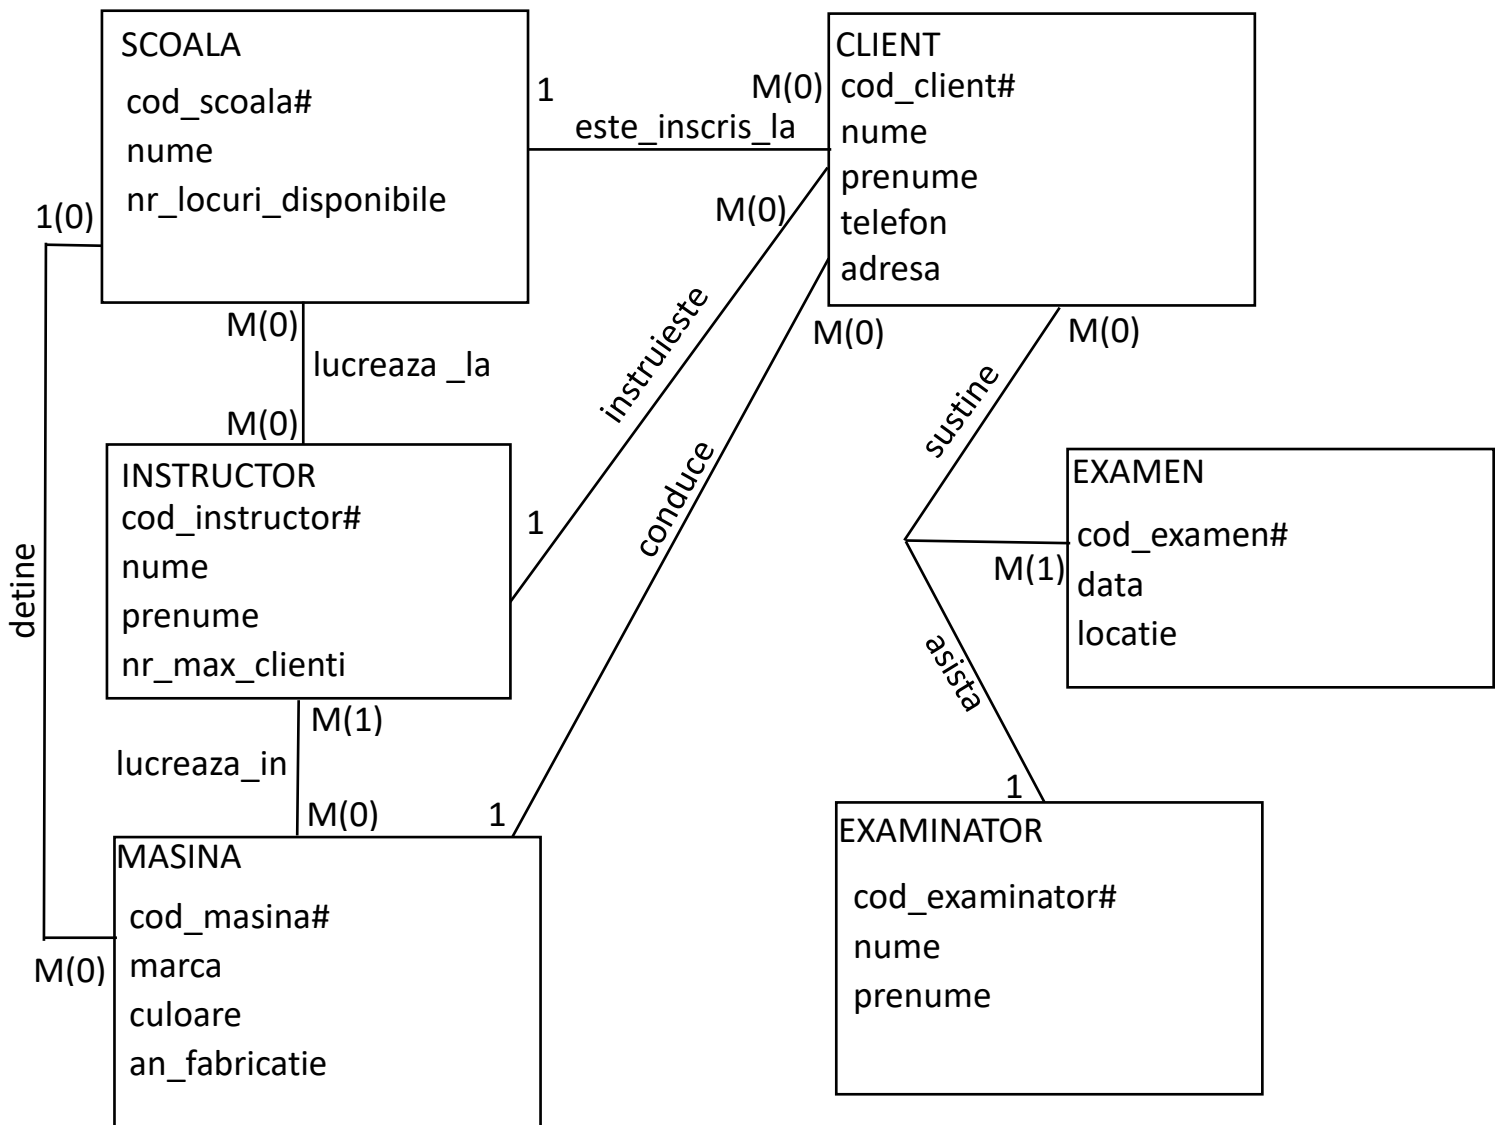 SCOALA
cod_scoala#
nume
nr_locuri_disponibile
1
M(0)
este_inscris_la
CLIENT
cod_client#
nume
prenume
telefon
adresa
1(0)
M(0)
lucreaza _la
M(0)
M(0)
instruieste
1
M(0)
conduce
1
M(0)
sustine
INSTRUCTOR
cod_instructor#
nume
prenume
nr_max_clienti
detine
M(1)
lucreaza_in
M(0)
EXAMEN
cod_examen#
data
locatie
M(1)
asista
1
MASINA
cod_masina#
marca
culoare
an_fabricatie
M(0)
EXAMINATOR
cod_examinator#
nume
prenume